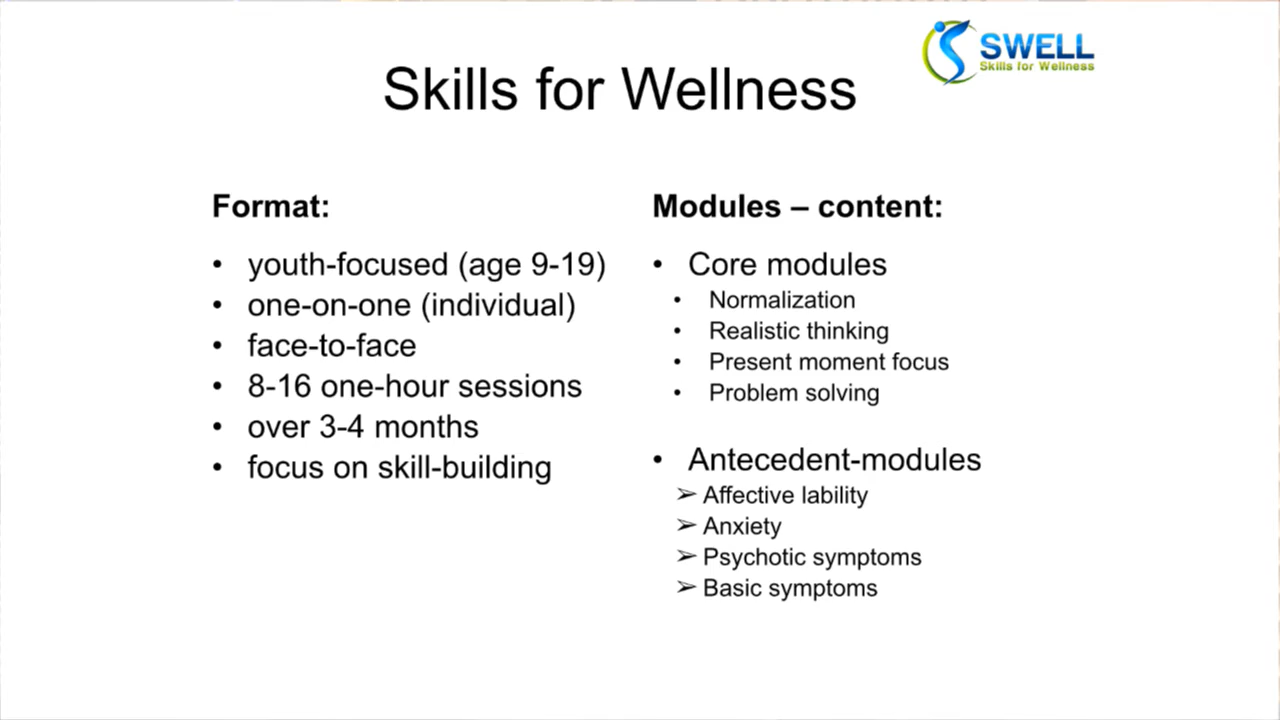 SWELL
Skills for Wellness
Skills for Wellness
Format:
• youth-focused (age 9-19)
• one-on-one (individual)
• face-to-face
• 8-16 one-hour sessions
• over 3-4 months
• focus on skill-building
Modules – content:
• Core modules
• Normalization
• Realistic thinking
• Present moment focus
• Problem solving
• Antecedent-modules
➢ Affective lability
➢ Anxiety
➢ Psychotic symptoms
➢ Basic symptoms